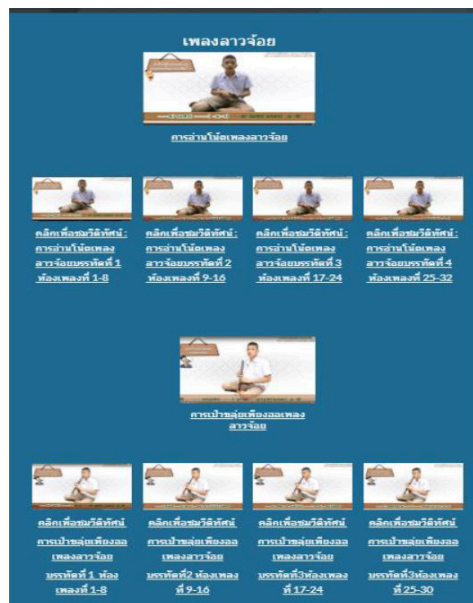 เพลงลาวจ้อย
การอ่านโน้ตเพลงลาวจ้อย
คลิกเพื่อชมวีดิทัศน์ :
การอ่านโน้ตเพลง
ลาวจ้อยบรรทัดที่ 1
ห้องเพลงที่ 1-8
คลิกเพื่อชมวีดิทัศน์ :
การอ่านโน้ตเพลง
ลาวจ้อยบรรทัดที่ 2
ห้องเพลงที่ 9-16
คลิกเพื่อชมวีดิทัศน์ :
การอ่านโน้ตเพลง
ลาวจ้อยบรรทัดที่ 3
ห้องเพลงที่ 17-24
คลิกเพื่อชมวีดิทัศน์ :
การอ่านโน้ตเพลง
ลาวจ้อยบรรทัดที่ 4
ห้องเพลงที่ 25-32
การเป่าขลุ่ยเพียงออเพลง
ลาวจ้อย
คลิกเพื่อชมวีดิทัศน์
การเป่าขลุ่ยเพียงออ
เพลงลาวจ้อย
บรรทัดที่ 1 ห้อง
เพลงที่ 1-8
คลิกเพื่อชมวีดิทัศน์
การเป่าขลุ่ยเพียงออ
เพลงลาวจ้อย
บรรทัดที่2 ห้องเพลง
ที่ 9-16
คลิกเพื่อชมวีดิทัศน์
การเป่าขลุ่ยเพียงออ
เพลงลาวจ้อย
บรรทัดที่3ห้องเพลง
ที่ 17-24
คลิกเพื่อชมวีดิทัศน์
การเป่าขลุ่ยเพียงออ
เพลงลาวจ้อย
บรรทัดที่3ห้องเพลง
ที่ 25-30